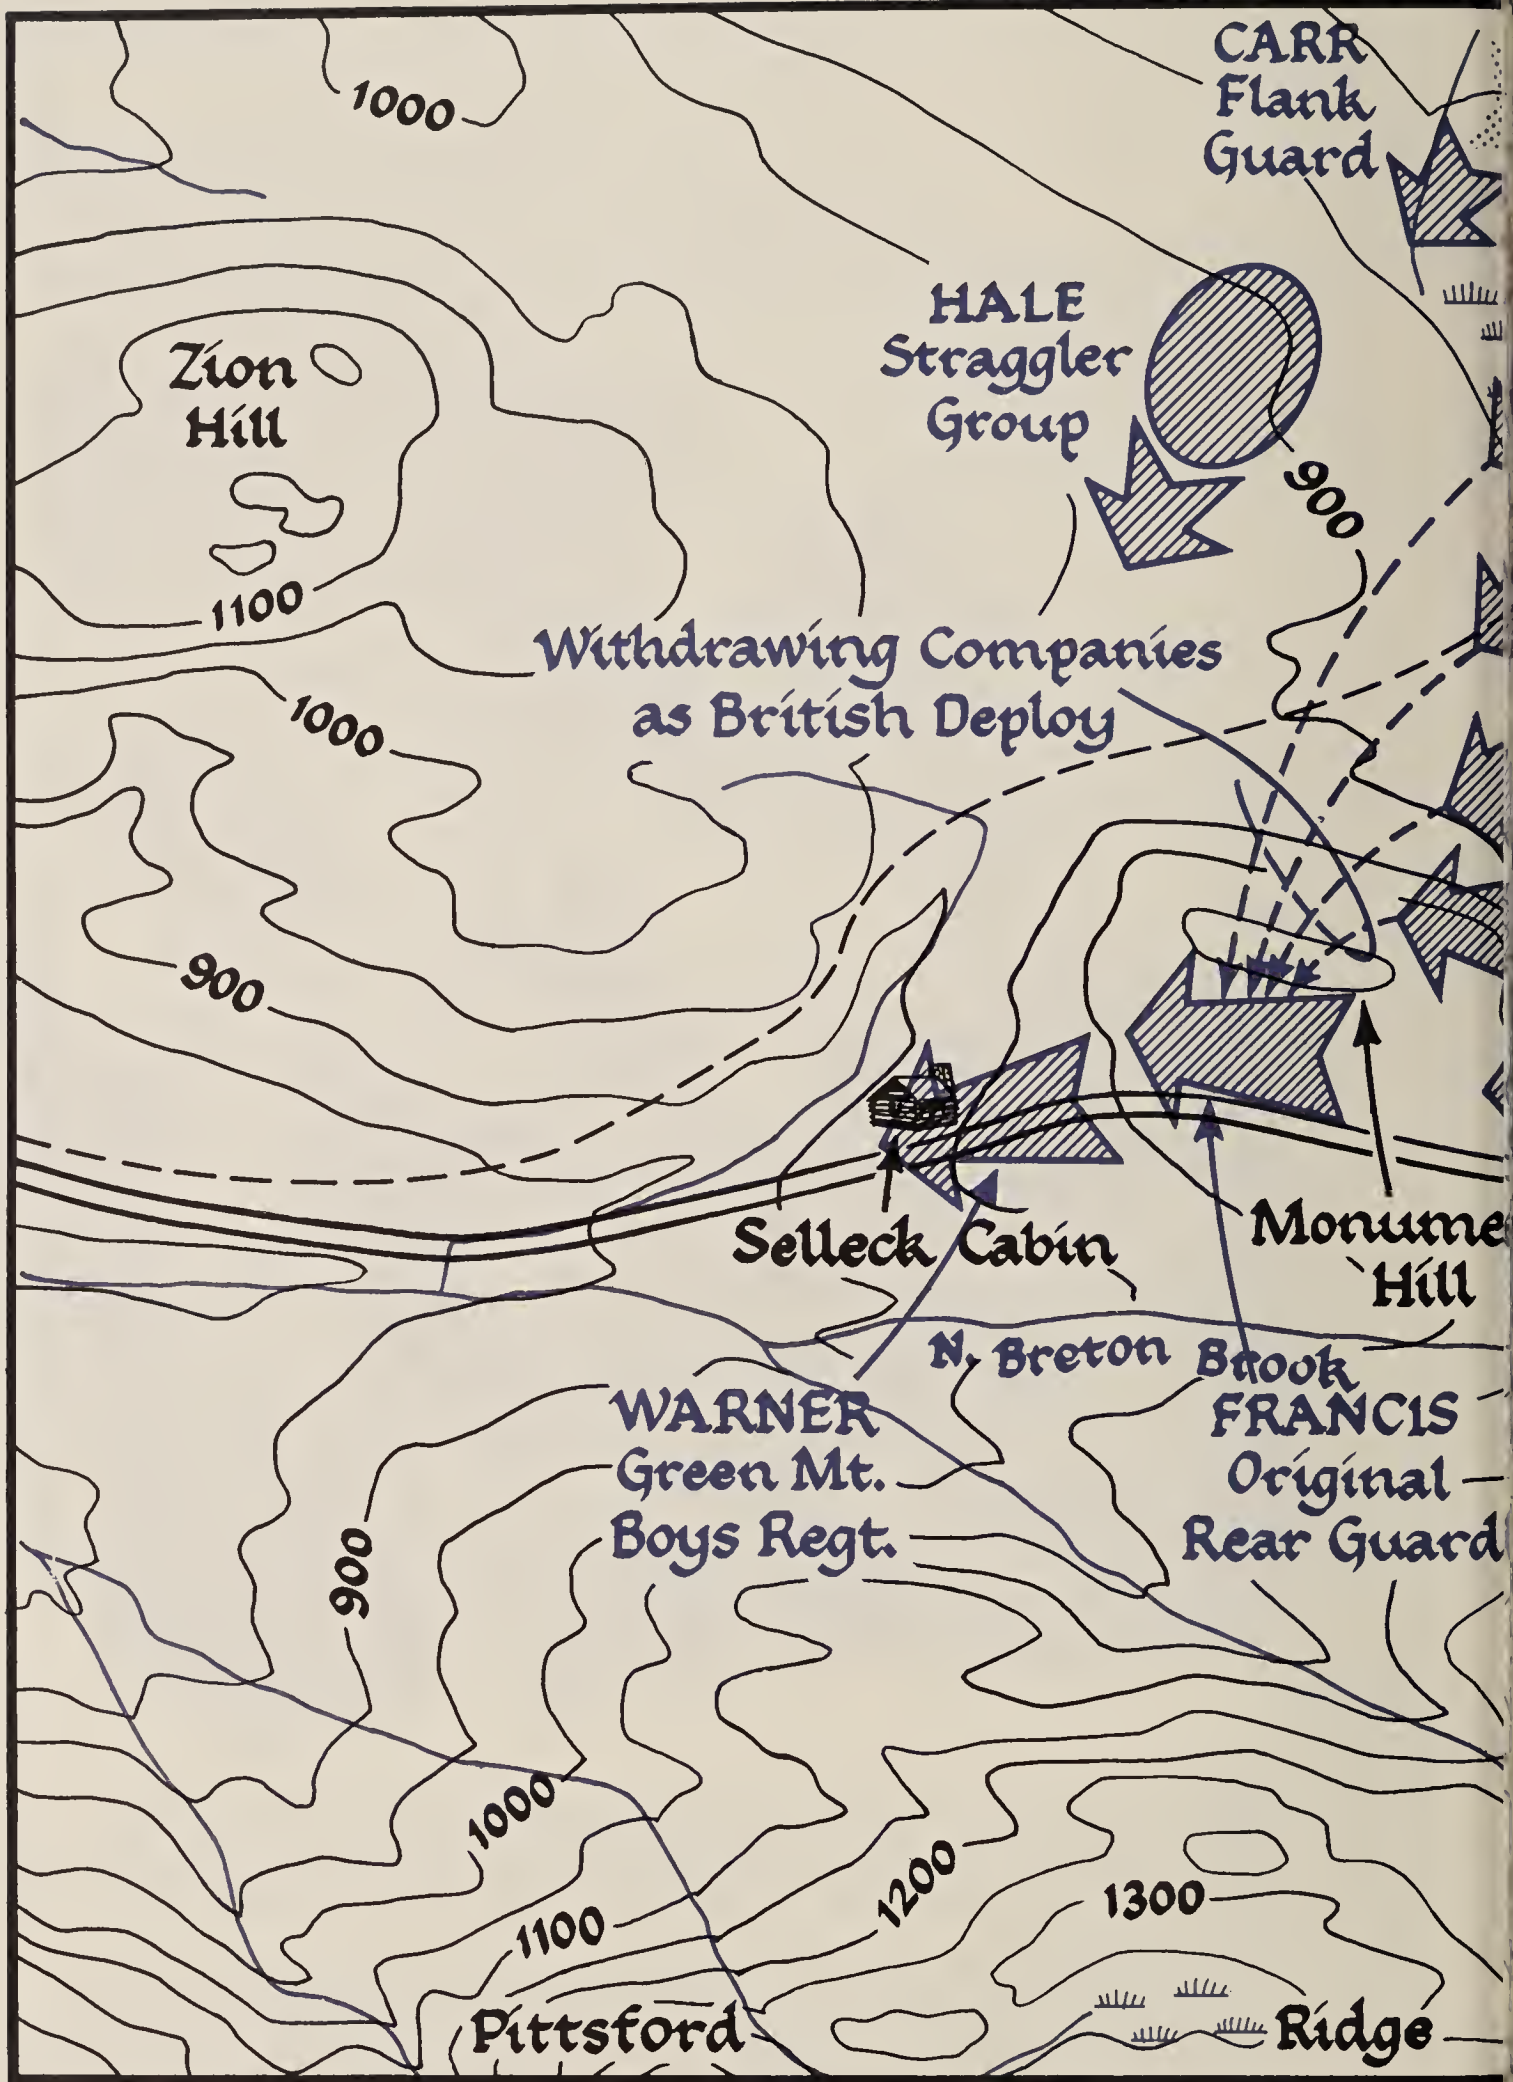 1000
CARR
Flank
Guard
HALE
Straggler
Group
Zion
Hill
900
1100
Withdrawing Companies
as British Deploy
1000
900
Selleck Cabin
Monume
Hill
N. Breton Brook
WARNER
Green Mt.
Boys Regt.
FRANCIS
Original
Rear Guard
900
1000
1200
1300
1100
Pittsford Ridge